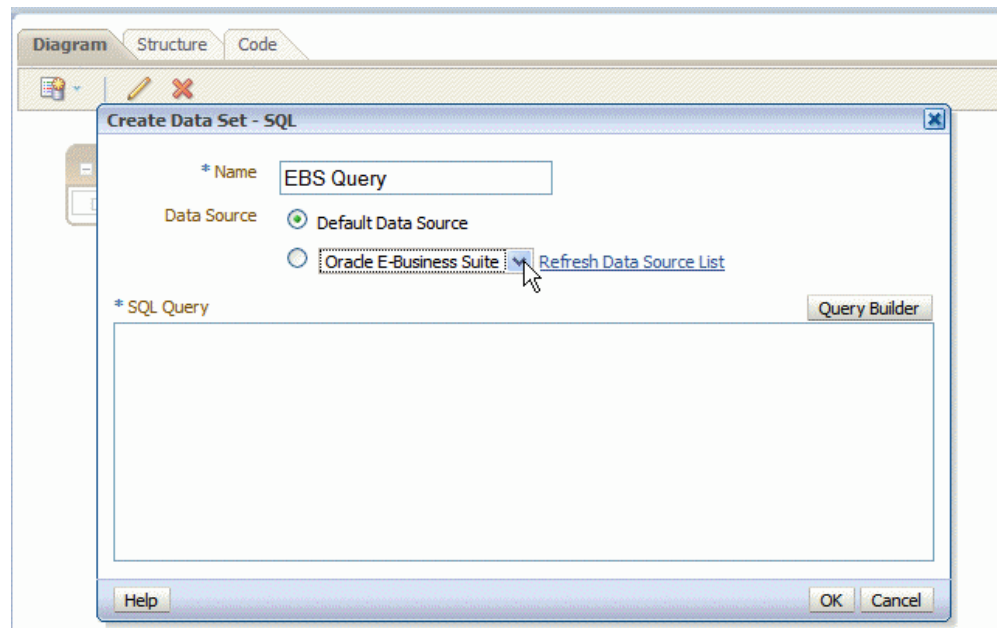 Diagram Structure Code
Create Data Set - SQL
* Name EBS Query
Data Source Default Data Source
Oracle E-Business Suite Refresh Data Source List
* SQL Query Query Builder
Help OK Cancel